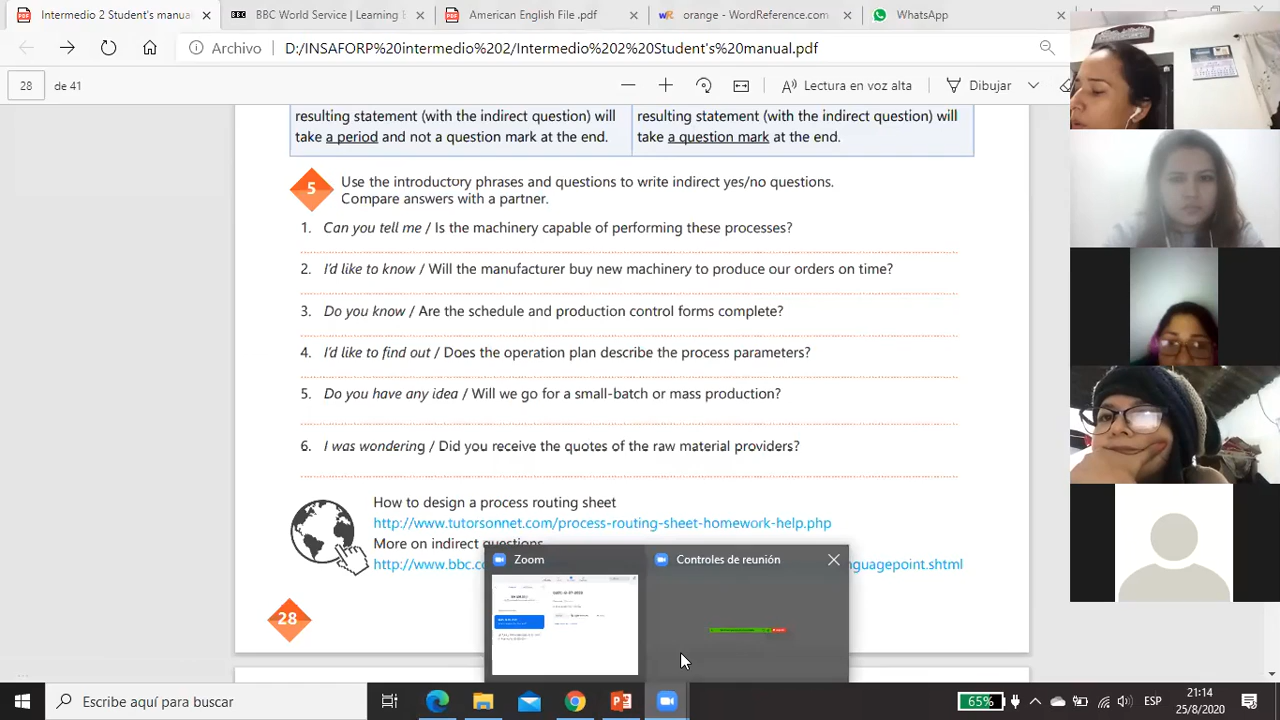 Intermedio 2 Student's manual
BBC World Service | Learning E
American English File .pdf
orange - WordReference.com
WhatsApp
Archivo
D:/INSAFORP%20
ermedio%202/Intermedio%202%20Students%20manual.pdf
28
de 41
Lectura en voz alta
Dibujar
resulting statement (with the indirect question) will
take a period and not a question mark at the end.
resulting statement (with the indirect question) will
take a question mark at the end.
5
Use the introductory phrases and questions to write indirect yes/no questions.
Compare answers with a partner.
1. Can you tell me / Is the machinery capable of performing these processes?
2. I'd like to know / Will the manufacturer buy new machinery to produce our orders on time?
3. Do you know / Are the schedule and production control forms complete?
4. I'd like to find out / Does the operation plan describe the process parameters?
5. Do you have any idea / Will we go for a small-batch or mass production?
6. I was wondering / Did you receive the quotes of the raw material providers?
How to design a process routing sheet
http://www.tutorsonnet.com/process-routing-sheet-homework-help.php
More on indirect questions
http://www.bbc.c
nguagepoint.shtml
28
Zoom
Controles de reunión
Escribe aquí para buscar
65%
ESP
21:14
25/8/2020